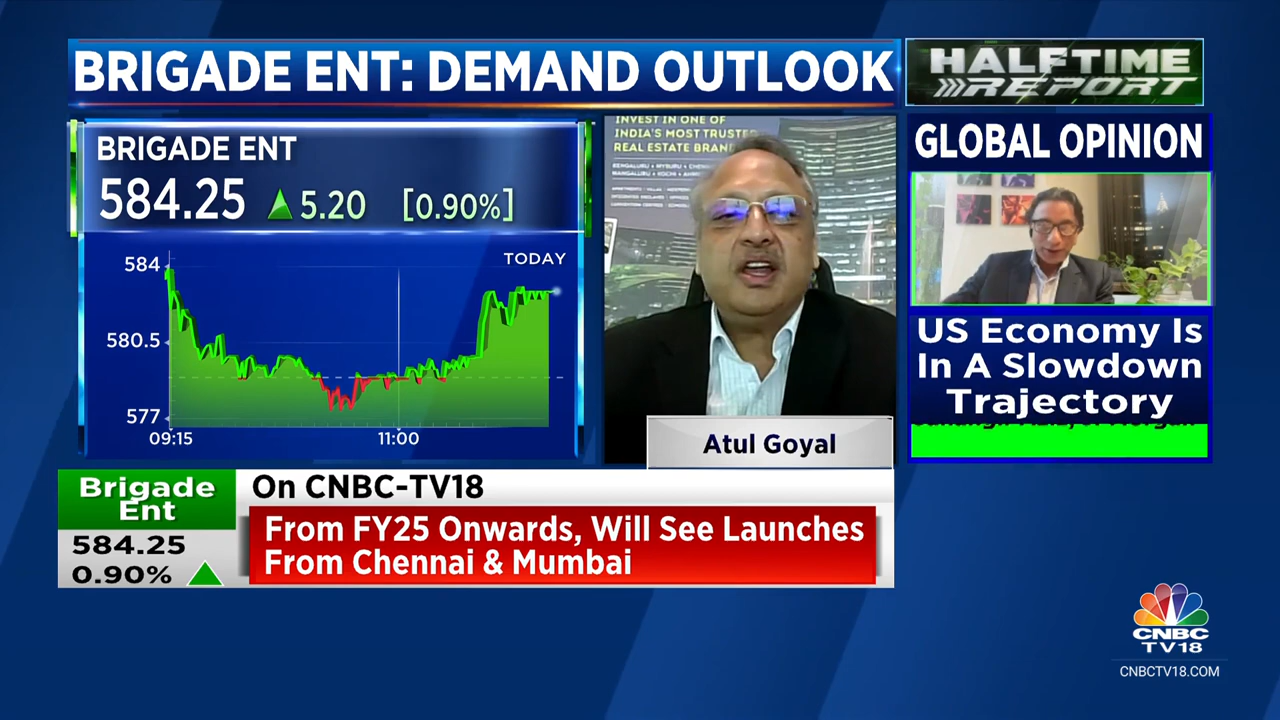 BRIGADE ENT: DEMAND OUTLOOK
HALFTIME
REPORT
BRIGADE ENT
584.25 ▲ 5.20 [0.90%]
TODAY
584
580.5
577
09:15
11:00
INVEST IN ONE OF
INDIA'S MOST TRUSTED
REAL ESTATE BRAND
Atul Goyal
GLOBAL OPINION
US Economy Is
In A Slowdown
Trajectory
Brigade
Ent
584.25
0.90%
On CNBC-TV18
From FY25 Onwards, Will See Launches
From Chennai & Mumbai
CNBC
TV18
CNBCTV18.COM